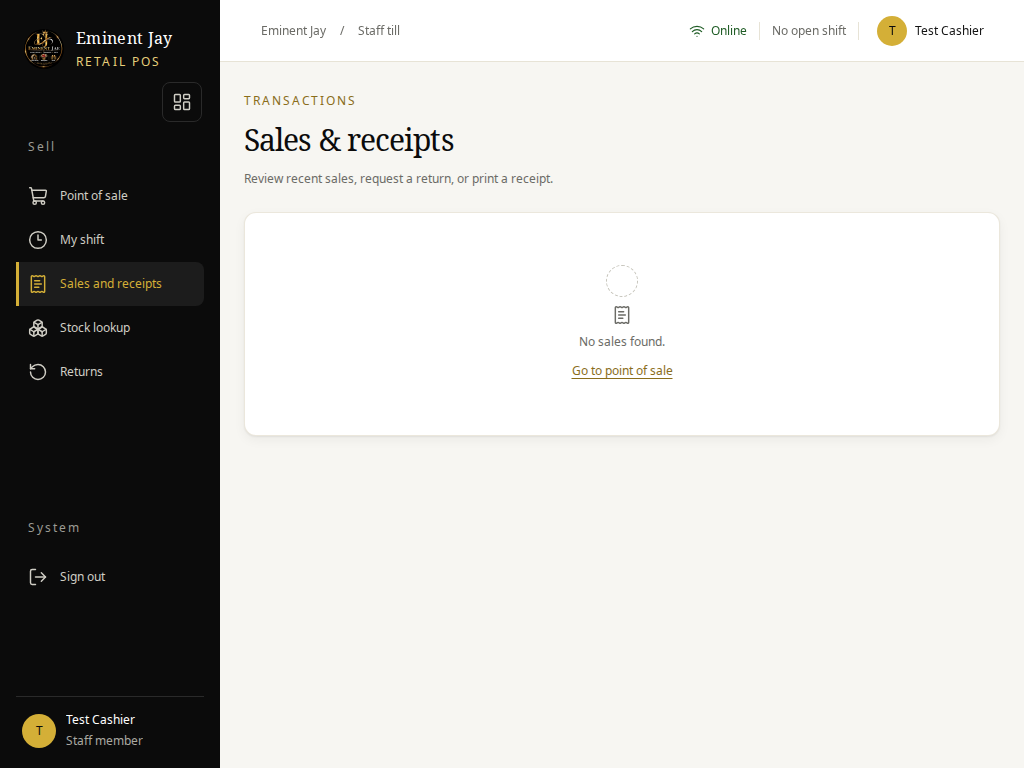 Eminent Jay
RETAIL POS
Sell
Point of sale
My shift
Sales and receipts
Stock lookup
Returns
System
Sign out
T
Test Cashier
Staff member
Eminent Jay / Staff till
Online
No open shift
T
Test Cashier
TRANSACTIONS
Sales & receipts
Review recent sales, request a return, or print a receipt.
No sales found.
Go to point of sale